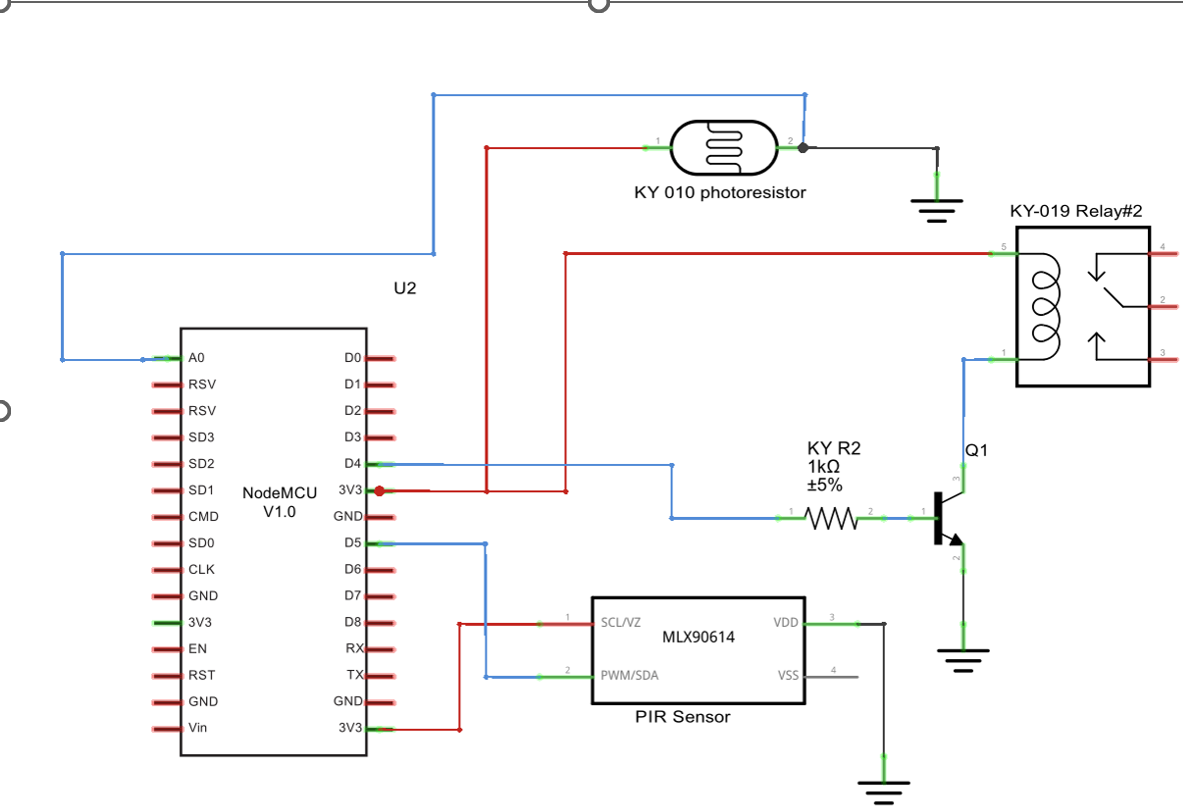 1
2
KY 010 photoresistor
KY-019 Relay#2
5
4
2
1
3
U2
A0
RSV
RSV
SD3
SD2
SD1
CMD
SD0
CLK
GND
3V3
EN
RST
GND
Vin
NodeMCU
V1.0
D0
D1
D2
D3
D4
3V3
GND
D5
D6
D7
D8
RX
TX
GND
3V3
KY R2
1kΩ
±5%
1
2
Q1
3
1
2
1
SCL/VZ
2
PWM/SDA
MLX90614
VDD
3
VSS
4
PIR Sensor